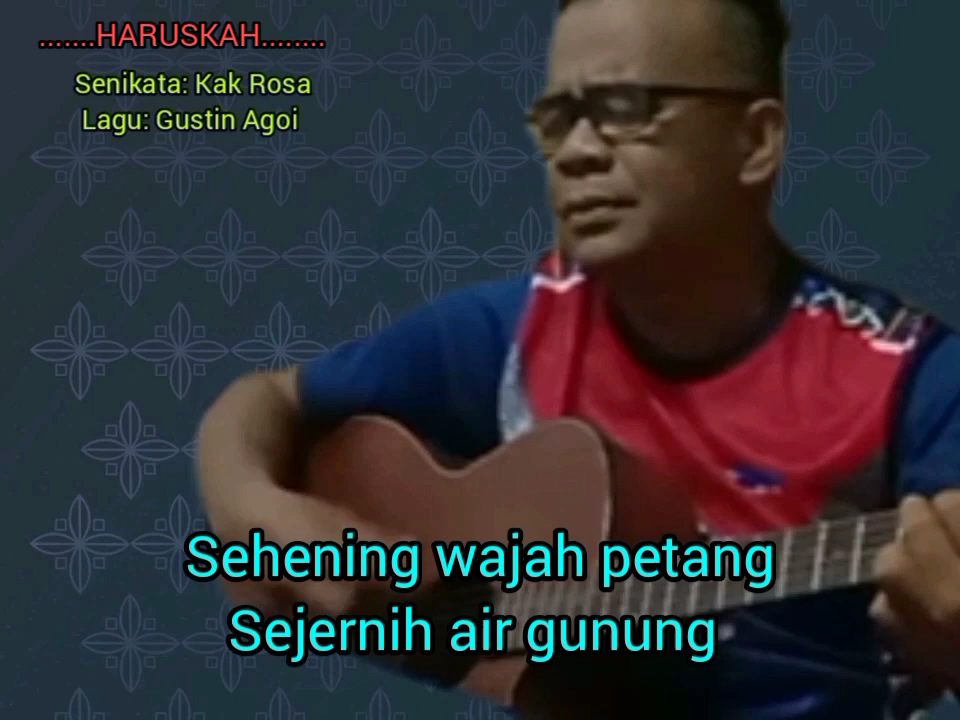 .......HARUSKAH........
Senikata: Kak Rosa
Lagu: Gustin Agoi
Sehening wajah petang
Sejernih air gunung